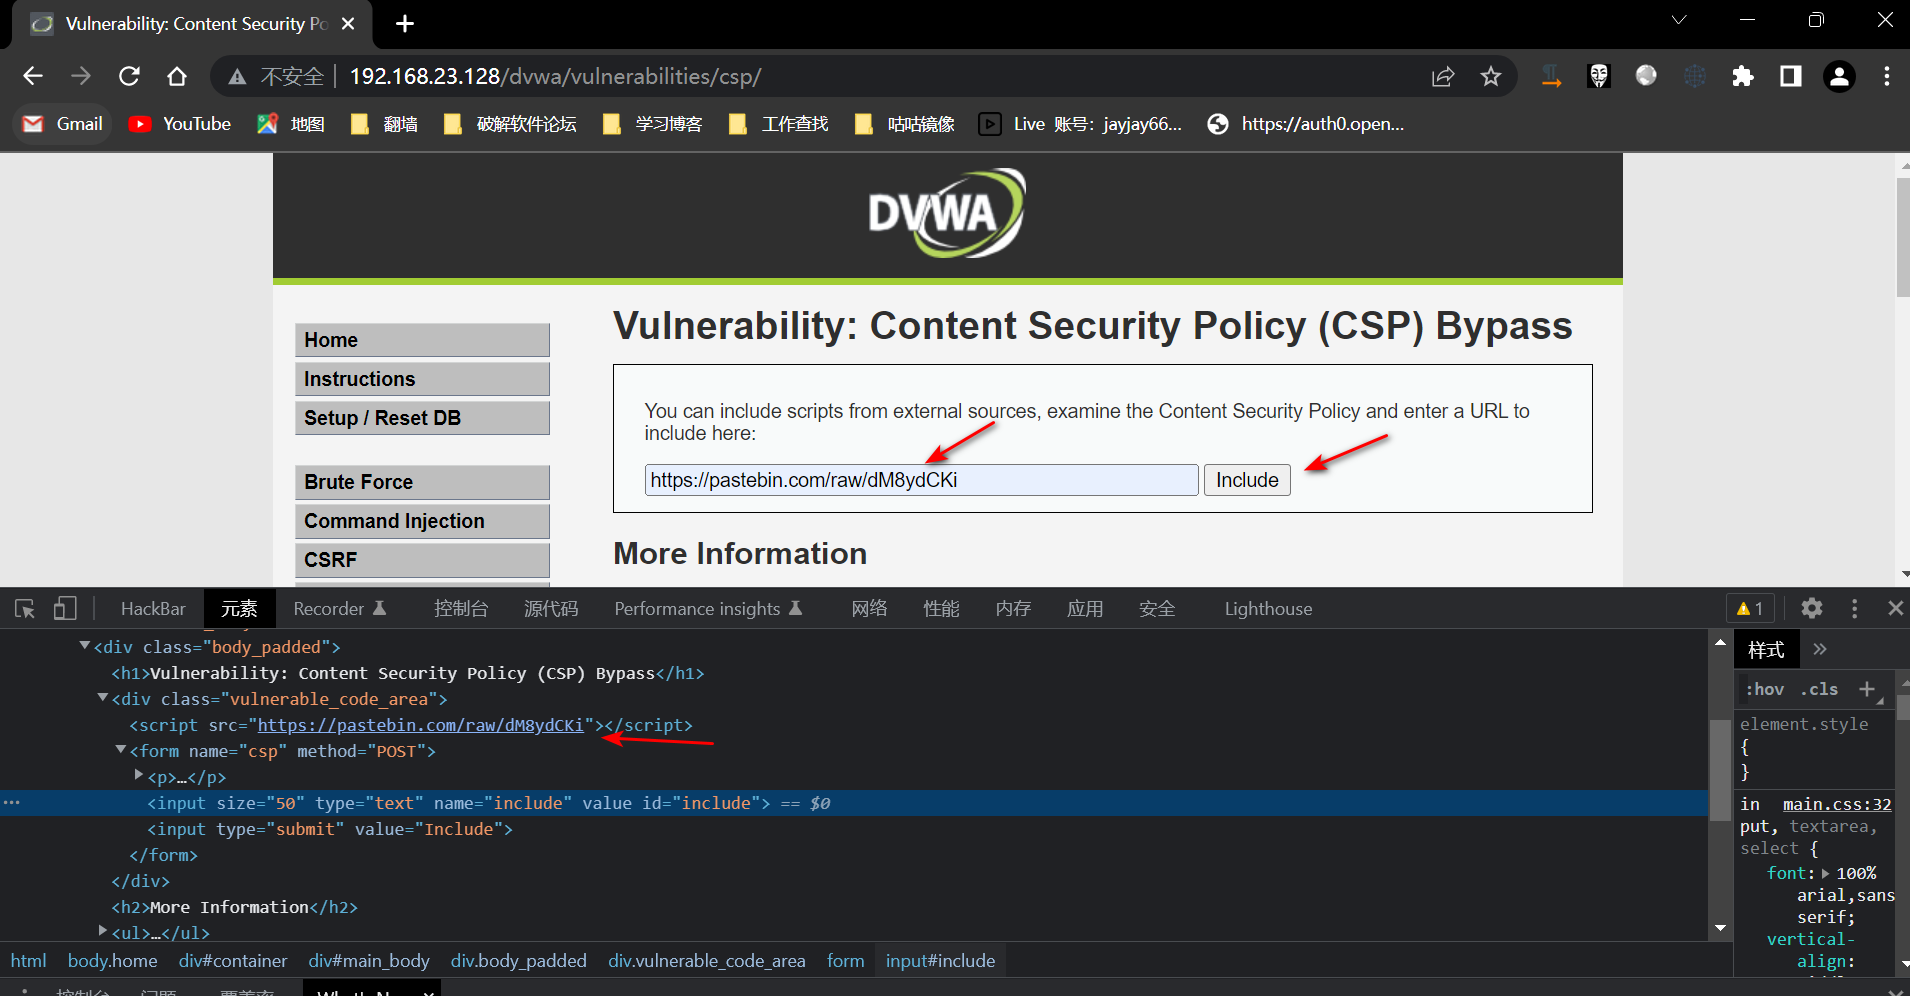 Vulnerability: Content Security Po
不安全 192.168.23.128/dvwa/vulnerabilities/csp/
Gmail YouTube 地图 翻墙 破解软件论坛 学习博客 工作查找 咕咕镜像 Live 账号：jayjay66... https://auth0.open...
DVWA
Home
Instructions
Setup / Reset DB
Brute Force
Command Injection
CSRF
Vulnerability: Content Security Policy (CSP) Bypass
You can include scripts from external sources, examine the Content Security Policy and enter a URL to
include here:
https://pastebin.com/raw/dM8ydCKi Include
More Information
HackBar 元素 Recorder 控制台 源代码 Performance insights 网络 性能 内存 应用 安全 Lighthouse 1
<div class="body_padded">
<h1>Vulnerability: Content Security Policy (CSP) Bypass</h1>
<div class="vulnerable_code_area">
<script src="https://pastebin.com/raw/dM8ydCKi"></script>
<form name="csp" method="POST">
<p>…</p>
<input size="50" type="text" name="include" value id="include"> == $0
<input type="submit" value="Include">
</form>
</div>
<h2>More Information</h2>
<ul>…</ul>
html body.home div#container div#main_body div.body_padded div.vulnerable_code_area form input#include
样式
:hov .cls +
element.style
{
}
in main.css:32
put, textarea,
select {
font: 100%
arial,sans
serif;
vertical-
align:
控制台 问题 覆盖率 What's New